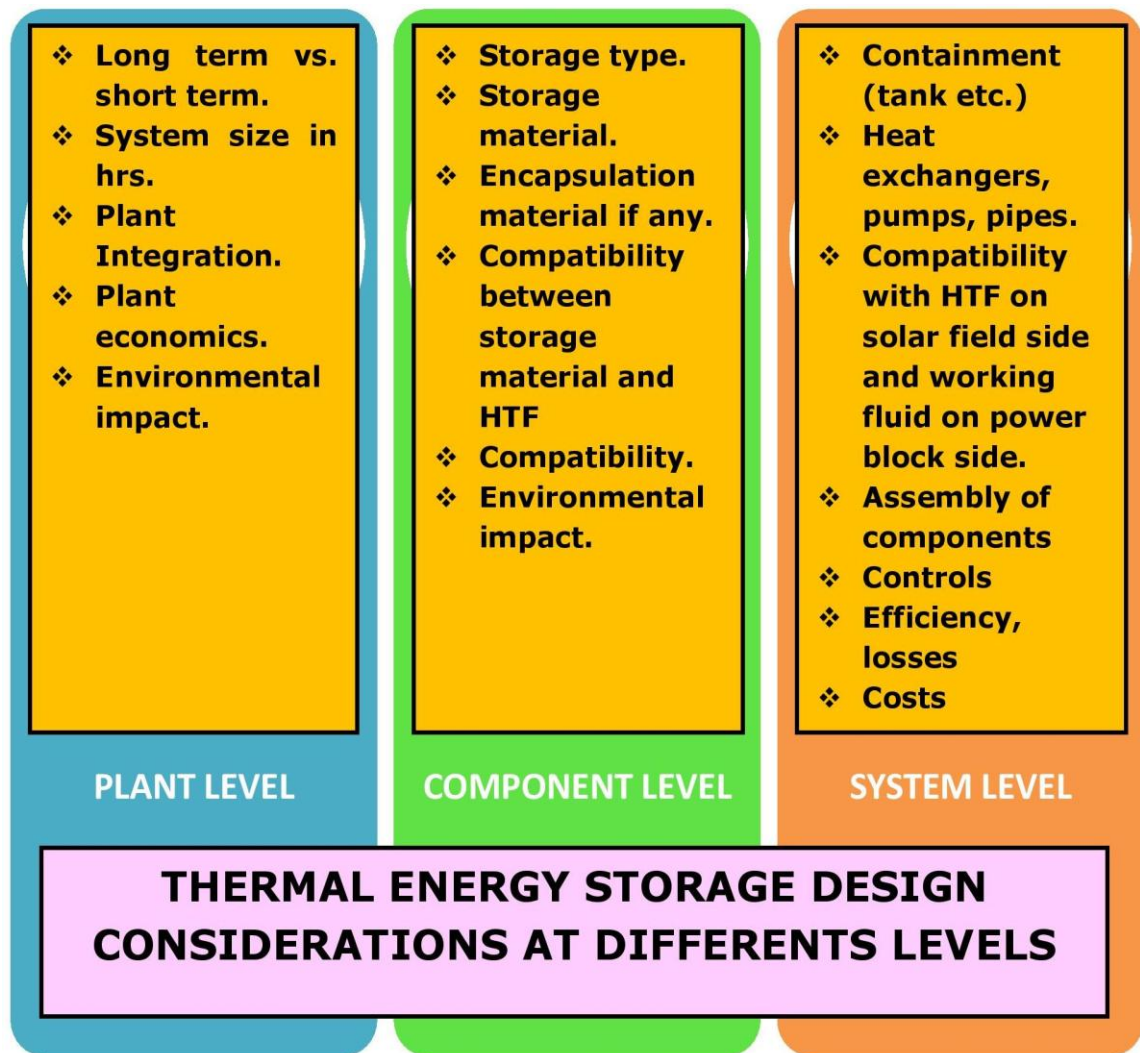 ❖ Long term vs.
short term.
❖ System size in
hrs.
❖ Plant
Integration.
❖ Plant
economics.
❖ Environmental
impact.
PLANT LEVEL
❖ Storage type.
❖ Storage
material.
❖ Encapsulation
material if any.
❖ Compatibility
between
storage
material and
HTF
❖ Compatibility.
❖ Environmental
impact.
COMPONENT LEVEL
❖ Containment
(tank etc.)
❖ Heat
exchangers,
pumps, pipes.
❖ Compatibility
with HTF on
solar field side
and working
fluid on power
block side.
❖ Assembly of
components
❖ Controls
❖ Efficiency,
losses
❖ Costs
SYSTEM LEVEL
THERMAL ENERGY STORAGE DESIGN
CONSIDERATIONS AT DIFFERENTS LEVELS